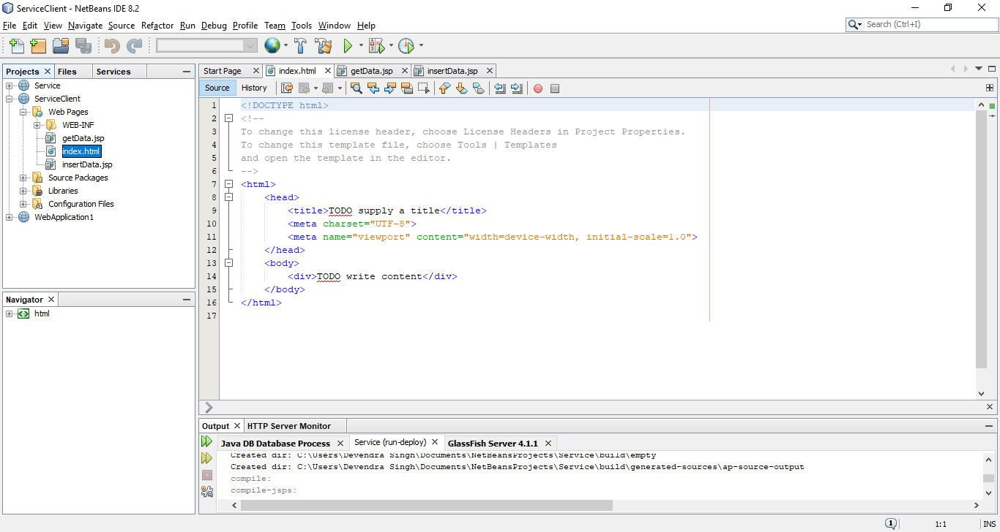 ServiceClient - NetBeans IDE 8.2
File Edit View Navigate Source Refactor Run Debug Profile Team Tools Window Help
Search (Ctrl+I)
Projects Files Services
Service
ServiceClient
Web Pages
WEB-INF
getData.jsp
index.html
insertData.jsp
Source Packages
Libraries
Configuration Files
WebApplication1
Navigator
html
Start Page index.html getData.jsp insertData.jsp
Source History
1 <!DOCTYPE html>
2 <!--
3 To change this license header, choose License Headers in Project Properties.
4 To change this template file, choose Tools | Templates
5 and open the template in the editor.
6 -->
7 <html>
8 <head>
9 <title>TODO supply a title</title>
10 <meta charset="UTF-8">
11 <meta name="viewport" content="width=device-width, initial-scale=1.0">
12 </head>
13 <body>
14 <div>TODO write content</div>
15 </body>
16 </html>
17
Output HTTP Server Monitor
Java DB Database Process Service (run-deploy) GlassFish Server 4.1.1
Created dir: C:\Users\Devendra Singh\Documents\NetBeansProjects\Service\build\empty
Created dir: C:\Users\Devendra Singh\Documents\NetBeansProjects\Service\build\generated-sources\ap-source-output
compile:
compile-jsps:
1 1:1 INS